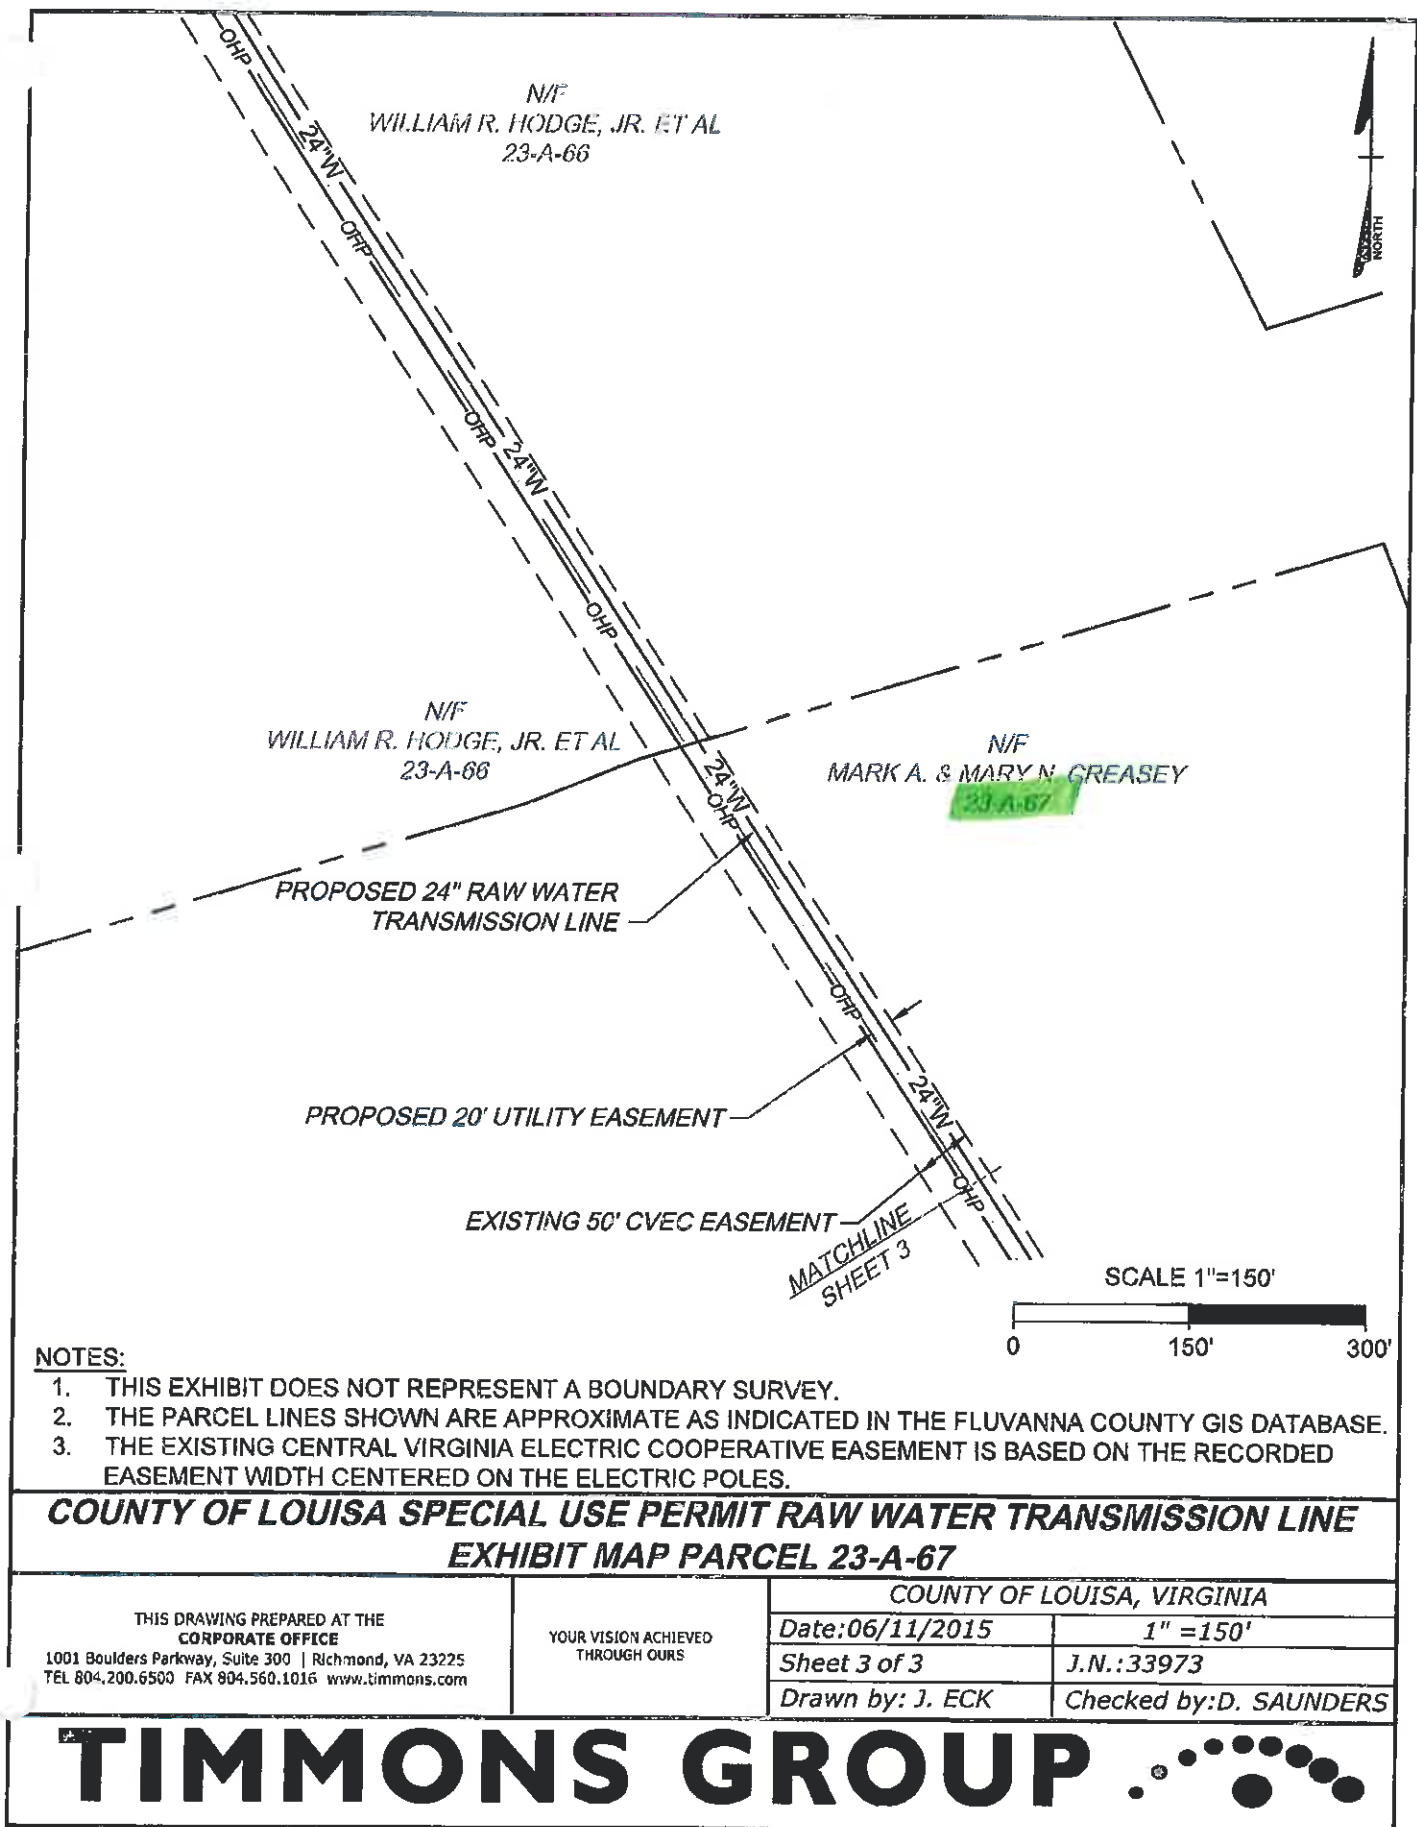 OHP
N/F
WILLIAM R. HODGE, JR. ET AL
23-A-66
24"W
NORTH
OHP
OHP
24"W
OHP
N/F
WILLIAM R. HODGE, JR. ET AL
23-A-66
N/F
MARK A. & MARY N. CREASEY
23-A-67
24"W
OHP
PROPOSED 24" RAW WATER
TRANSMISSION LINE
OHP
PROPOSED 20' UTILITY EASEMENT
24"W
OHP
EXISTING 50' CVEC EASEMENT
MATCHLINE
SHEET 3
SCALE 1"=150'
0 150' 300'
NOTES:
1. THIS EXHIBIT DOES NOT REPRESENT A BOUNDARY SURVEY.
2. THE PARCEL LINES SHOWN ARE APPROXIMATE AS INDICATED IN THE FLUVANNA COUNTY GIS DATABASE.
3. THE EXISTING CENTRAL VIRGINIA ELECTRIC COOPERATIVE EASEMENT IS BASED ON THE RECORDED
EASEMENT WIDTH CENTERED ON THE ELECTRIC POLES.
COUNTY OF LOUISA SPECIAL USE PERMIT RAW WATER TRANSMISSION LINE
EXHIBIT MAP PARCEL 23-A-67
THIS DRAWING PREPARED AT THE
CORPORATE OFFICE
1001 Boulders Parkway, Suite 300 | Richmond, VA 23225
TEL 804.200.6500 FAX 804.560.1016 www.timmons.com
YOUR VISION ACHIEVED
THROUGH OURS
COUNTY OF LOUISA, VIRGINIA
Date:06/11/2015 1" =150'
Sheet 3 of 3 J.N.:33973
Drawn by: J. ECK Checked by:D. SAUNDERS
TIMMONS GROUP